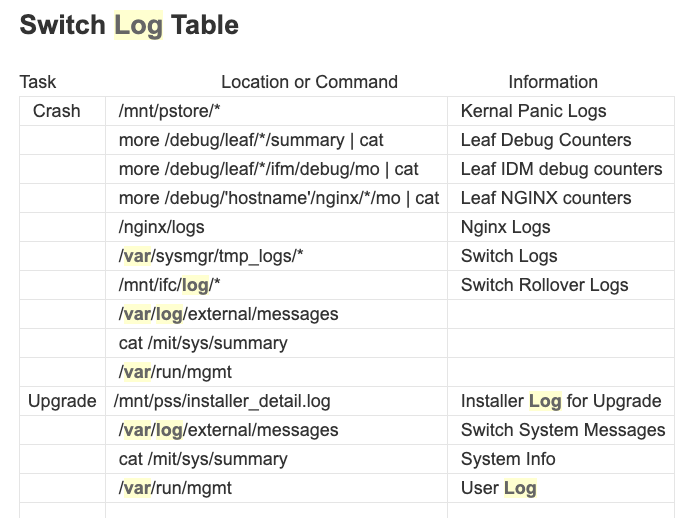 Switch Log Table
Task Location or Command Information
Crash /mnt/pstore/* Kernal Panic Logs
more /debug/leaf/*/summary | cat Leaf Debug Counters
more /debug/leaf/*/ifm/debug/mo | cat Leaf IDM debug counters
more /debug/'hostname'/nginx/*/mo | cat Leaf NGINX counters
/nginx/logs Nginx Logs
/var/sysmgr/tmp_logs/* Switch Logs
/mnt/ifc/log/* Switch Rollover Logs
/var/log/external/messages
cat /mit/sys/summary
/var/run/mgmt
Upgrade /mnt/pss/installer_detail.log Installer Log for Upgrade
/var/log/external/messages Switch System Messages
cat /mit/sys/summary System Info
/var/run/mgmt User Log